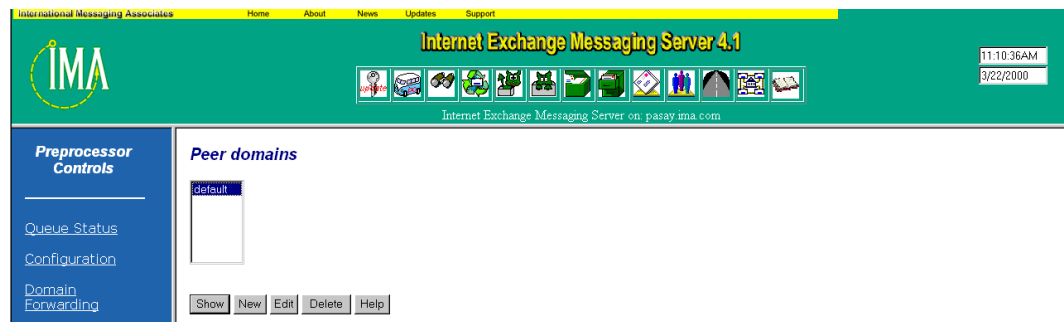 International Messaging Associates Home About News Updates Support
IMA
Internet Exchange Messaging Server 4.1
11:10:36AM
3/22/2000
update
Internet Exchange Messaging Server on: pasay.ima.com
Preprocessor
Controls
Queue Status
Configuration
Domain
Forwarding
Peer domains
default
Show New Edit Delete Help